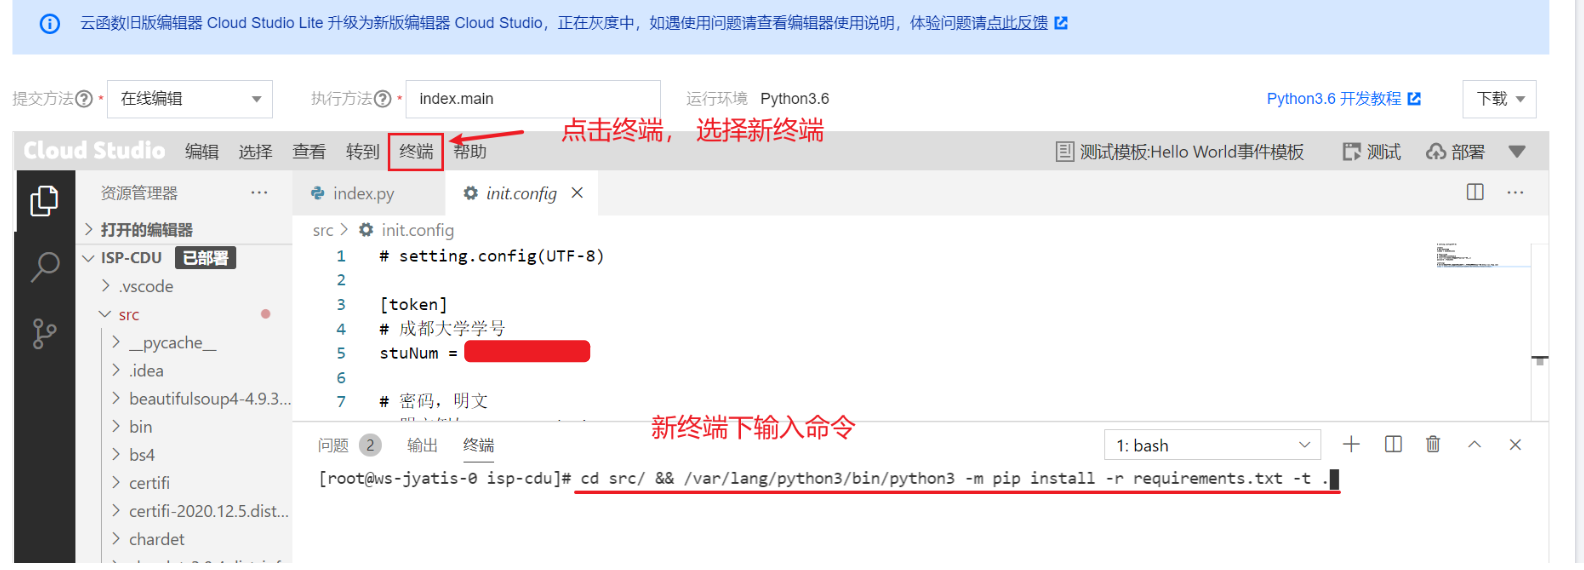 云函数旧版编辑器 Cloud Studio Lite 升级为新版编辑器 Cloud Studio，正在灰度中，如遇使用问题请查看编辑器使用说明，体验问题请点此反馈
提交方法 * 在线编辑 执行方法 * index.main 运行环境 Python3.6 Python3.6 开发教程 下载
点击终端， 选择新终端
Cloud Studio 编辑 选择 查看 转到 终端 帮助 测试模板:Hello World事件模板 测试 部署
资源管理器 ··· index.py init.config ···
打开的编辑器
src > init.config
ISP-CDU 已部署
.vscode
src
__pycache__
.idea
beautifulsoup4-4.9.3...
bin
bs4
certifi
certifi-2020.12.5.dist...
chardet
1 # setting.config(UTF-8)
2
3 [token]
4 # 成都大学学号
5 stuNum =
6
7 # 密码，明文
新终端下输入命令
问题 2 输出 终端 1: bash
[root@ws-jyatis-0 isp-cdu]# cd src/ && /var/lang/python3/bin/python3 -m pip install -r requirements.txt -t .